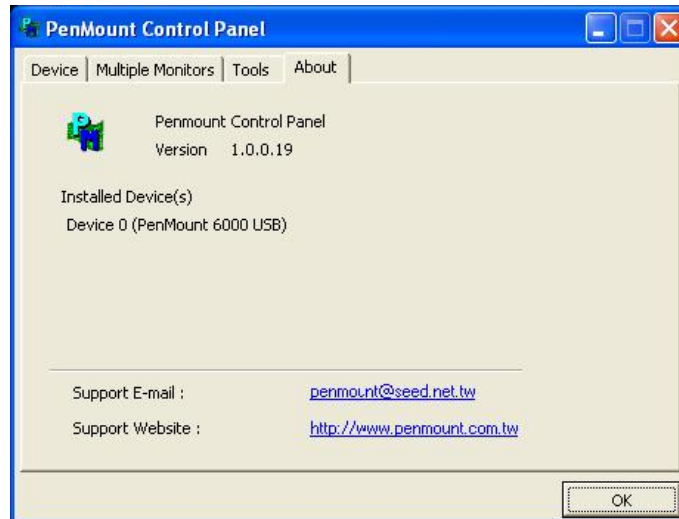 PenMount Control Panel
Device Multiple Monitors Tools About
Penmount Control Panel
Version 1.0.0.19
Installed Device(s)
Device 0 (PenMount 6000 USB)
Support E-mail : penmount@seed.net.tw
Support Website : http://www.penmount.com.tw
OK